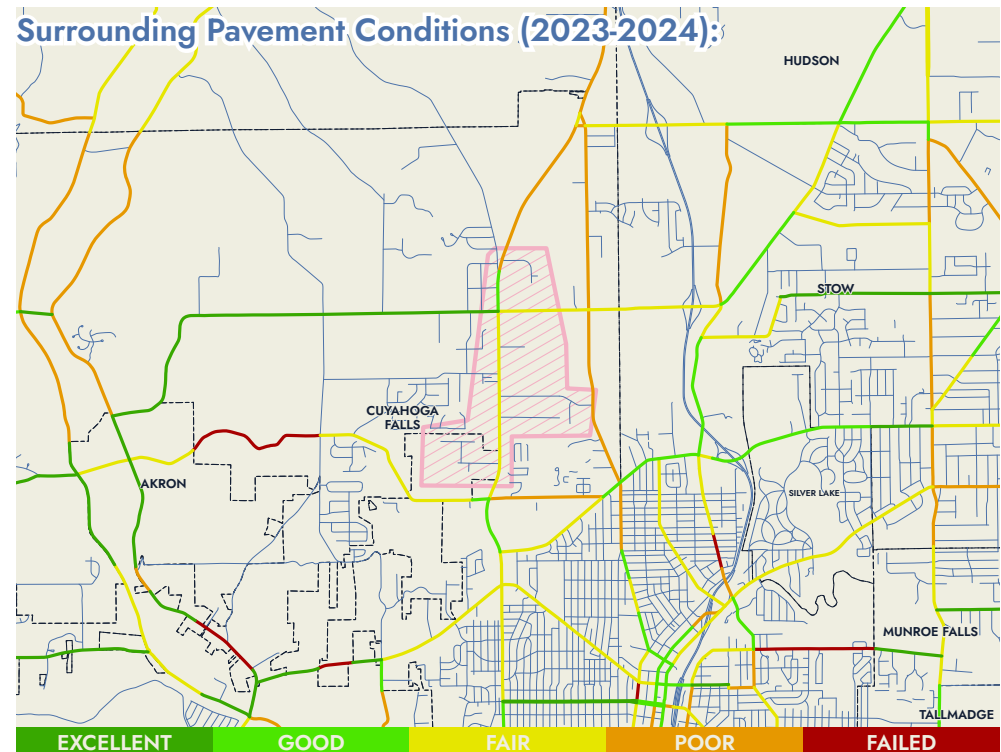 Surrounding Pavement Conditions (2023-2024):
HUDSON
STOW
CUYAHOGA
FALLS
AKRON
SILVER LAKE
MUNROE FALLS
TALLMADGE
EXCELLENT
GOOD
FAIR
POOR
FAILED